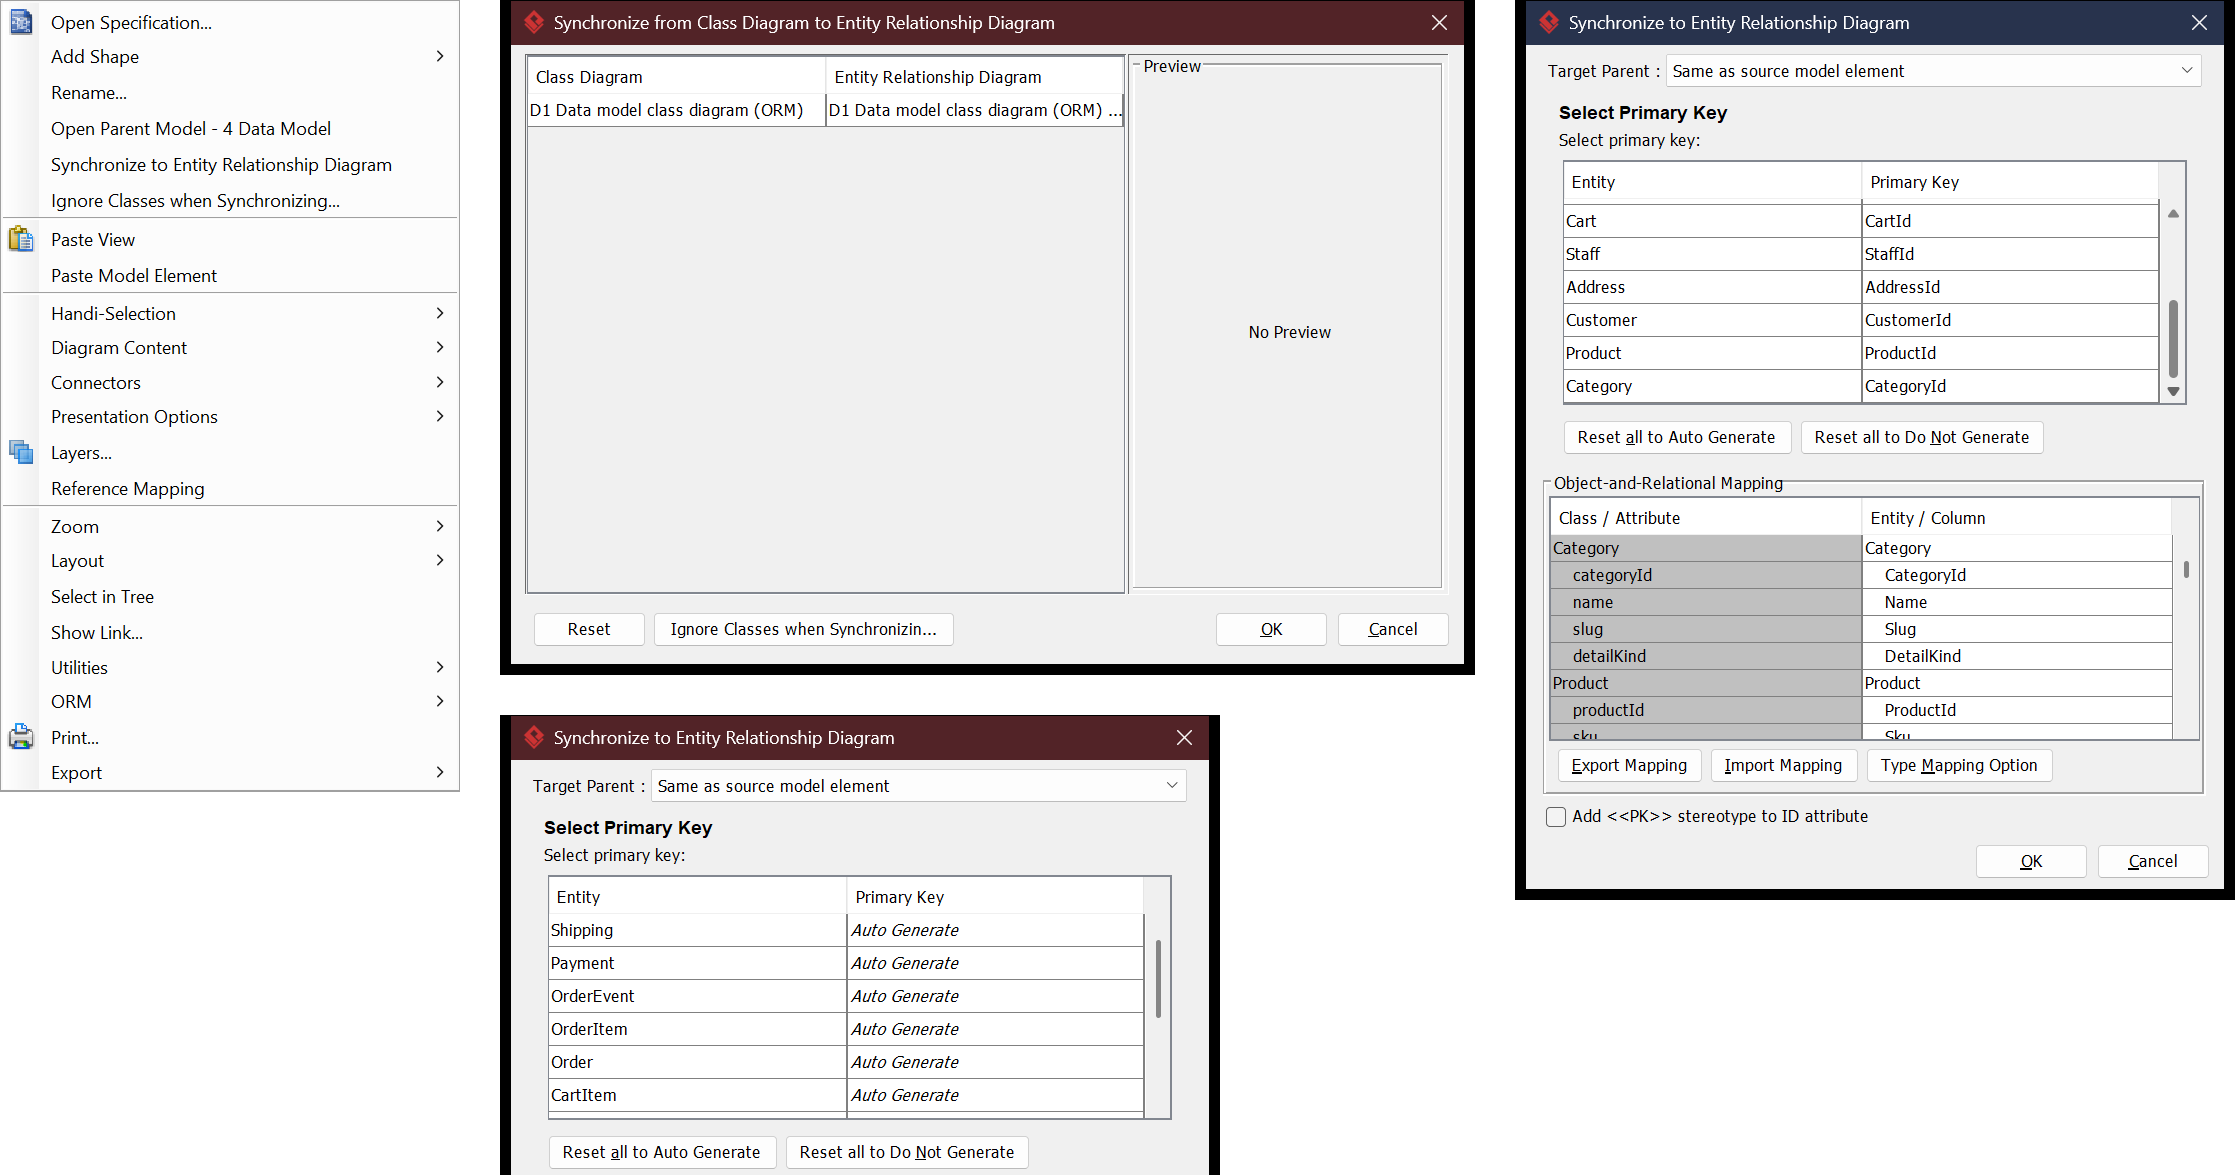 Open Specification...
Add Shape
Rename...
Open Parent Model - 4 Data Model
Synchronize to Entity Relationship Diagram
Ignore Classes when Synchronizing...
Paste View
Paste Model Element
Handi-Selection
Diagram Content
Connectors
Presentation Options
Layers...
Reference Mapping
Zoom
Layout
Select in Tree
Show Link...
Utilities
ORM
Print...
Export
Synchronize from Class Diagram to Entity Relationship Diagram
Class Diagram Entity Relationship Diagram
D1 Data model class diagram (ORM) D1 Data model class diagram (ORM) ...
Preview
No Preview
Reset Ignore Classes when Synchronizin... OK Cancel
Synchronize to Entity Relationship Diagram
Target Parent : Same as source model element
Select Primary Key
Select primary key:
Entity Primary Key
Shipping Auto Generate
Payment Auto Generate
OrderEvent Auto Generate
OrderItem Auto Generate
Order Auto Generate
CartItem Auto Generate
Reset all to Auto Generate Reset all to Do Not Generate
Synchronize to Entity Relationship Diagram
Target Parent : Same as source model element
Select Primary Key
Select primary key:
Entity Primary Key
Cart CartId
Staff StaffId
Address AddressId
Customer CustomerId
Product ProductId
Category CategoryId
Reset all to Auto Generate Reset all to Do Not Generate
Object-and-Relational Mapping
Class / Attribute Entity / Column
Category Category
categoryId CategoryId
name Name
slug Slug
detailKind DetailKind
Product Product
productId ProductId
sku Sku
Export Mapping Import Mapping Type Mapping Option
Add <<PK>> stereotype to ID attribute
OK Cancel